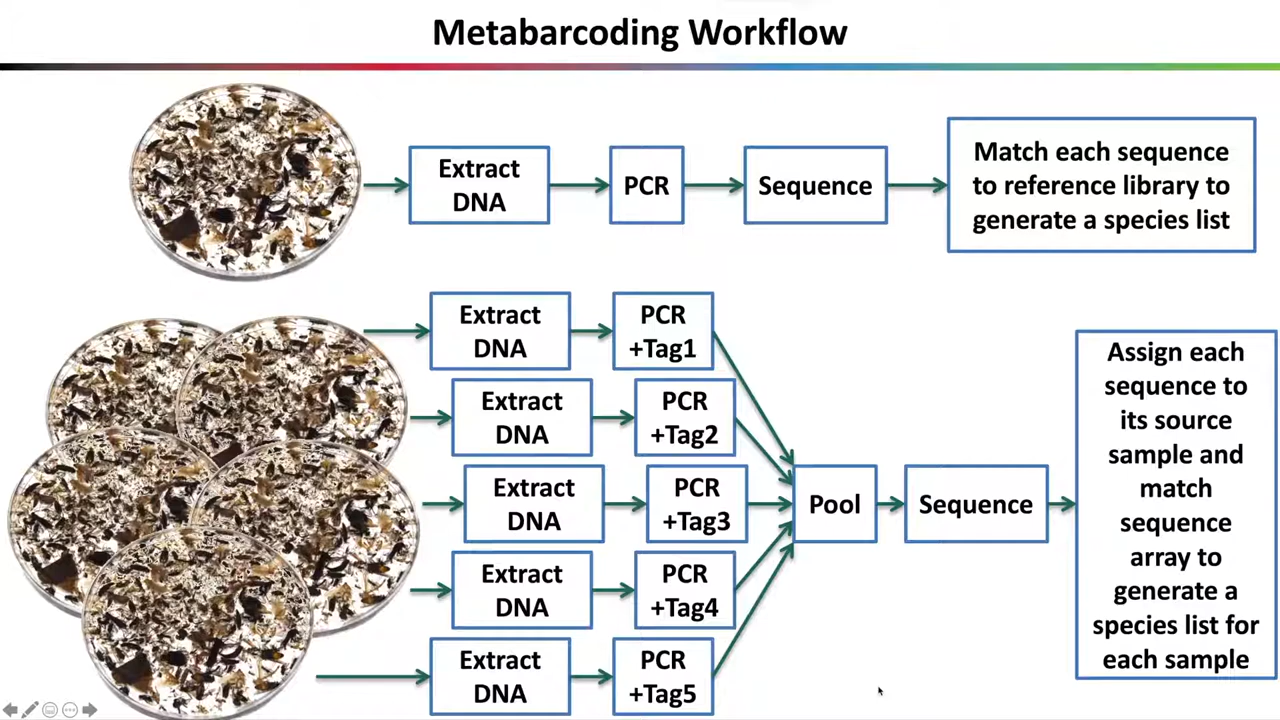 Metabarcoding Workflow
Extract
DNA
PCR
Sequence
Match each sequence
to reference library to
generate a species list
Extract
DNA
PCR
+Tag1
Extract
DNA
PCR
+Tag2
Extract
DNA
PCR
+Tag3
Extract
DNA
PCR
+Tag4
Extract
DNA
PCR
+Tag5
Pool
Sequence
Assign each
sequence to
its source
sample and
match
sequence
array to
generate a
species list for
each sample